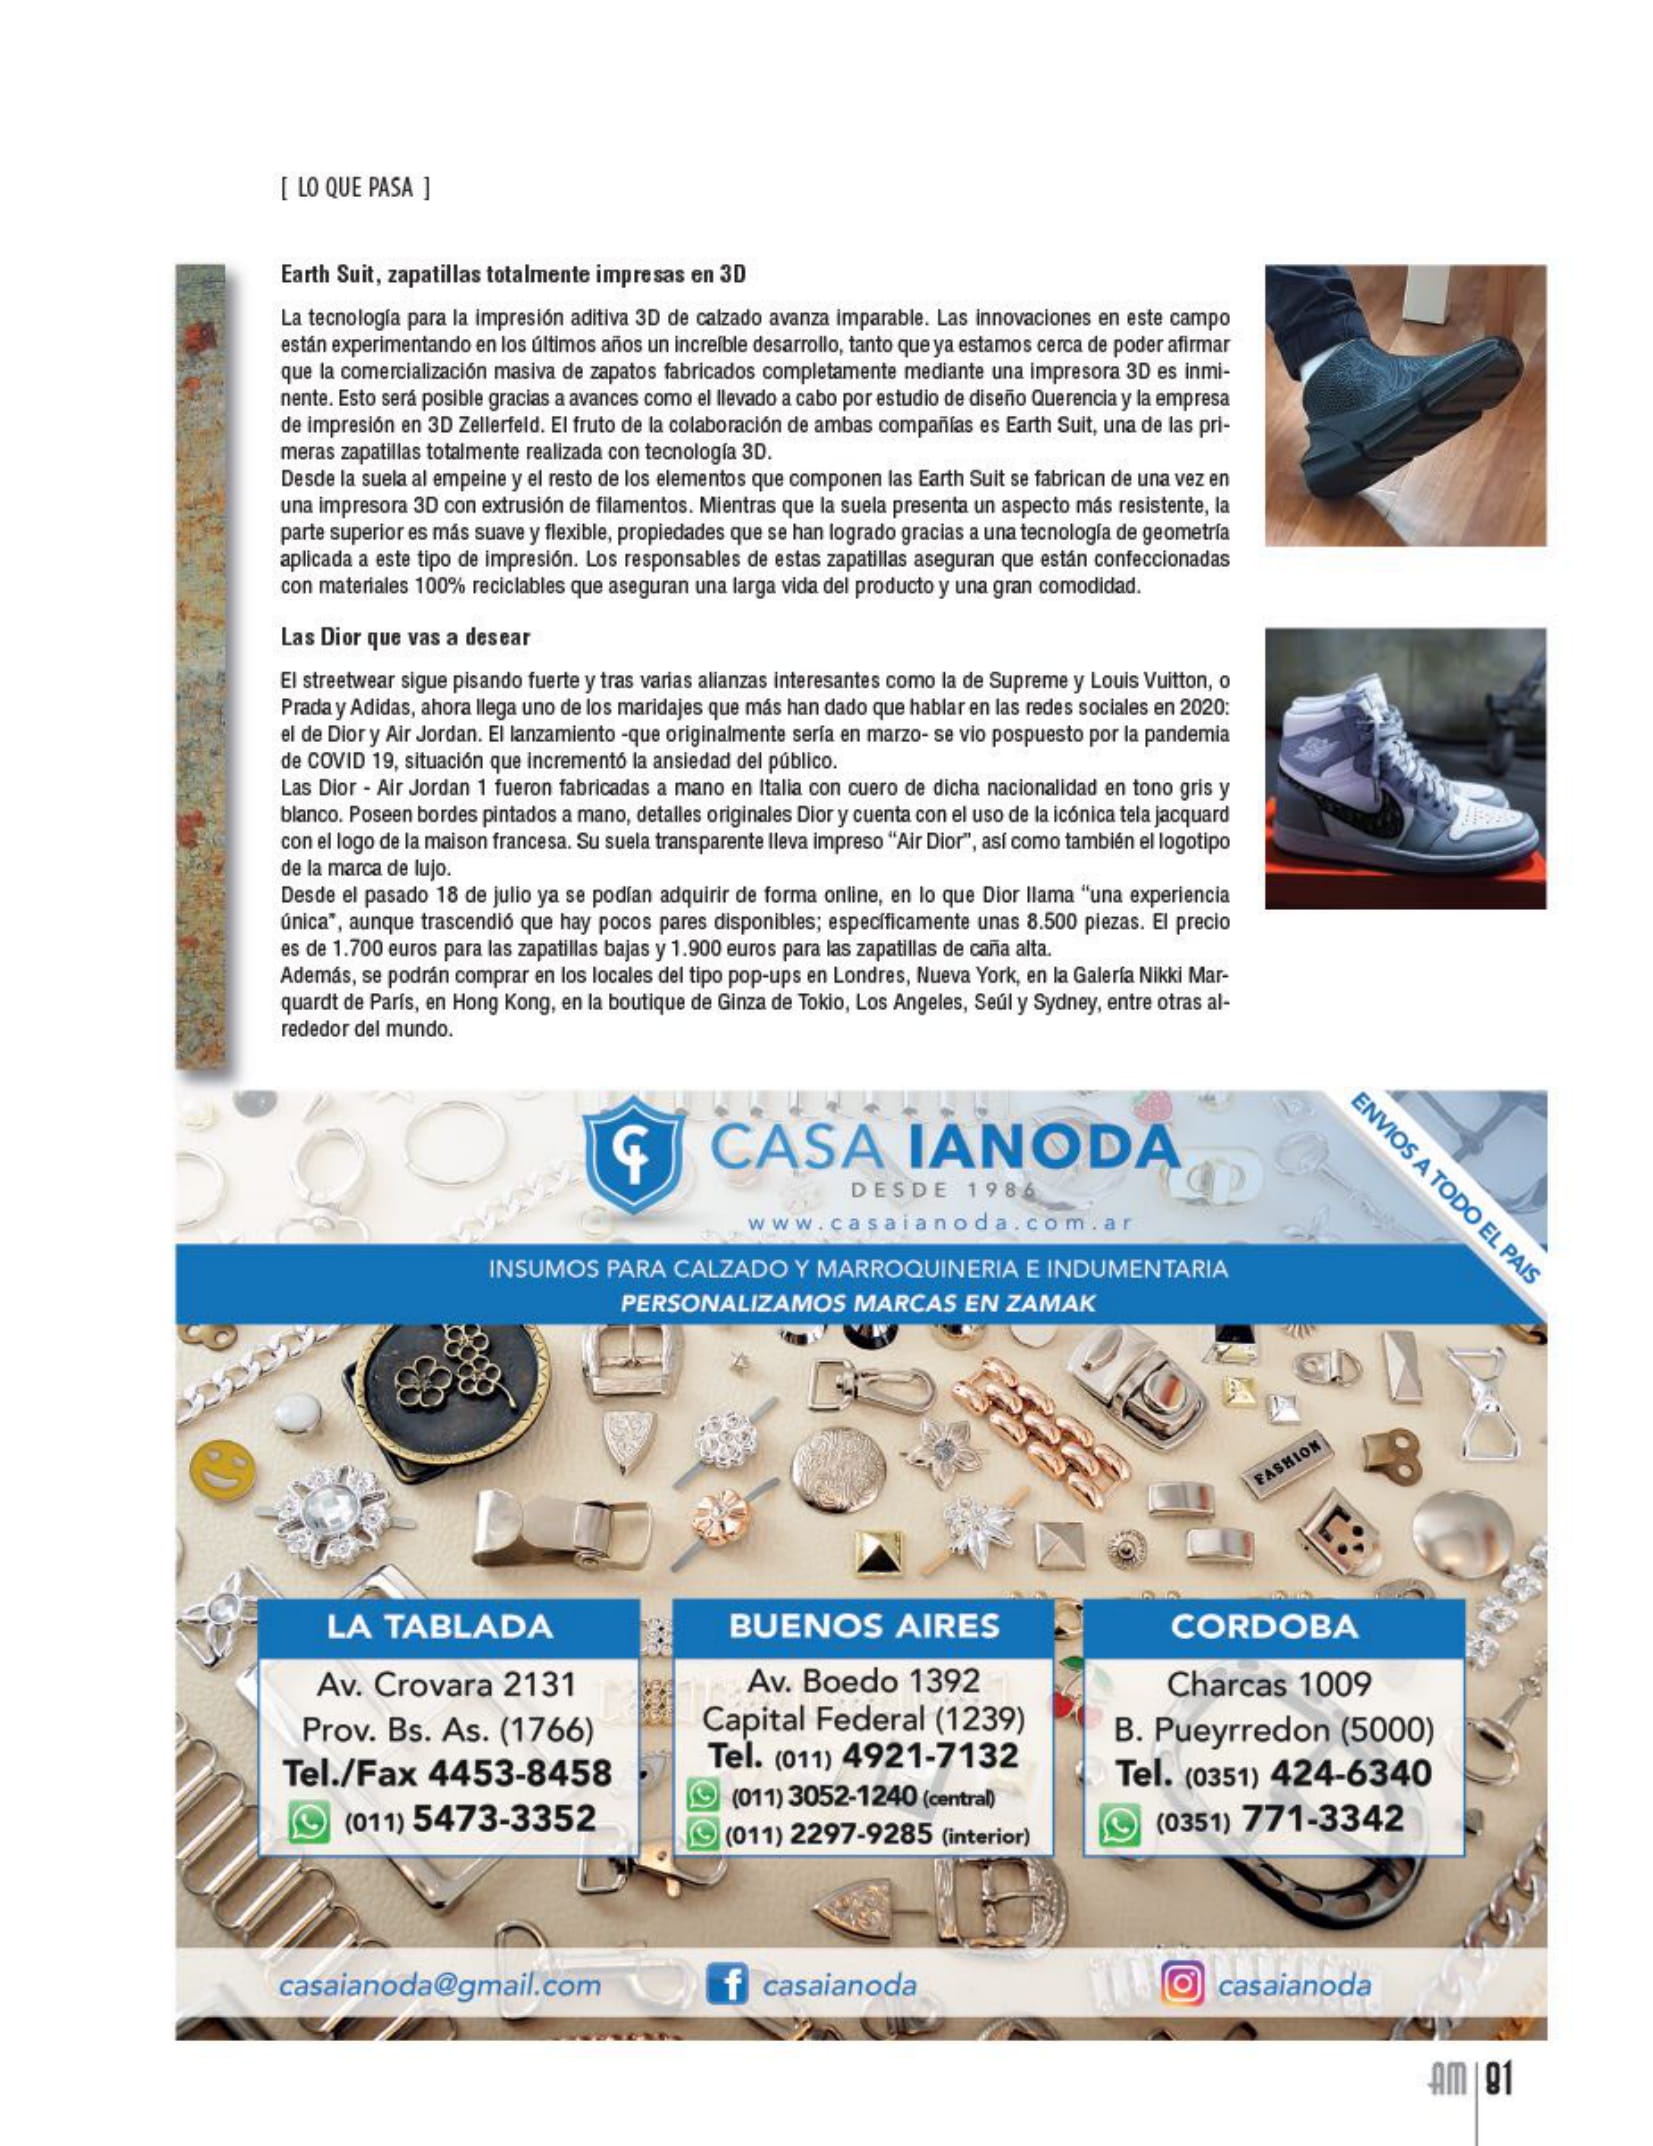 [ LO QUE PASA ]
Earth Suit, zapatillas totalmente impresas en 3D
La tecnología para la impresión aditiva 3D de calzado avanza imparable. Las innovaciones en este campo
están experimentando en los últimos años un increíble desarrollo, tanto que ya estamos cerca de poder afirmar
que la comercialización masiva de zapatos fabricados completamente mediante una impresora 3D es inmi-
nente. Esto será posible gracias a avances como el llevado a cabo por estudio de diseño Querencia y la empresa
de impresión en 3D Zellerfeld. El fruto de la colaboración de ambas compañías es Earth Suit, una de las pri-
meras zapatillas totalmente realizada con tecnología 3D.
Desde la suela al empeine y el resto de los elementos que componen las Earth Suit se fabrican de una vez en
una impresora 3D con extrusión de filamentos. Mientras que la suela presenta un aspecto más resistente, la
parte superior es más suave y flexible, propiedades que se han logrado gracias a una tecnología de geometría
aplicada a este tipo de impresión. Los responsables de estas zapatillas aseguran que están confeccionadas
con materiales 100% reciclables que aseguran una larga vida del producto y una gran comodidad.
Las Dior que vas a desear
El streetwear sigue pisando fuerte y tras varias alianzas interesantes como la de Supreme y Louis Vuitton, o
Prada y Adidas, ahora llega uno de los maridajes que más han dado que hablar en las redes sociales en 2020:
el de Dior y Air Jordan. El lanzamiento -que originalmente sería en marzo- se vio pospuesto por la pandemia
de COVID 19, situación que incrementó la ansiedad del público.
Las Dior - Air Jordan 1 fueron fabricadas a mano en Italia con cuero de dicha nacionalidad en tono gris y
blanco. Poseen bordes pintados a mano, detalles originales Dior y cuenta con el uso de la icónica tela jacquard
con el logo de la maison francesa. Su suela transparente lleva impreso “Air Dior”, así como también el logotipo
de la marca de lujo.
Desde el pasado 18 de julio ya se podían adquirir de forma online, en lo que Dior llama “una experiencia
única”, aunque trascendió que hay pocos pares disponibles; específicamente unas 8.500 piezas. El precio
es de 1.700 euros para las zapatillas bajas y 1.900 euros para las zapatillas de caña alta.
Además, se podrán comprar en los locales del tipo pop-ups en Londres, Nueva York, en la Galería Nikki Mar-
quardt de París, en Hong Kong, en la boutique de Ginza de Tokio, Los Angeles, Seúl y Sydney, entre otras al-
rededor del mundo.
CASA IANODA
DESDE 1986
www.casaianoda.com.ar
ENVIOS A TODO EL PAIS
INSUMOS PARA CALZADO Y MARROQUINERIA E INDUMENTARIA
PERSONALIZAMOS MARCAS EN ZAMAK
FASHION
LA TABLADA
Av. Crovara 2131
Prov. Bs. As. (1766)
Tel./Fax 4453-8458
(011) 5473-3352
BUENOS AIRES
Av. Boedo 1392
Capital Federal (1239)
Tel. (011) 4921-7132
(011) 3052-1240 (central)
(011) 2297-9285 (interior)
CORDOBA
Charcas 1009
B. Pueyrredon (5000)
Tel. (0351) 424-6340
(0351) 771-3342
casaianoda@gmail.com
casaianoda
casaianoda
AM 81